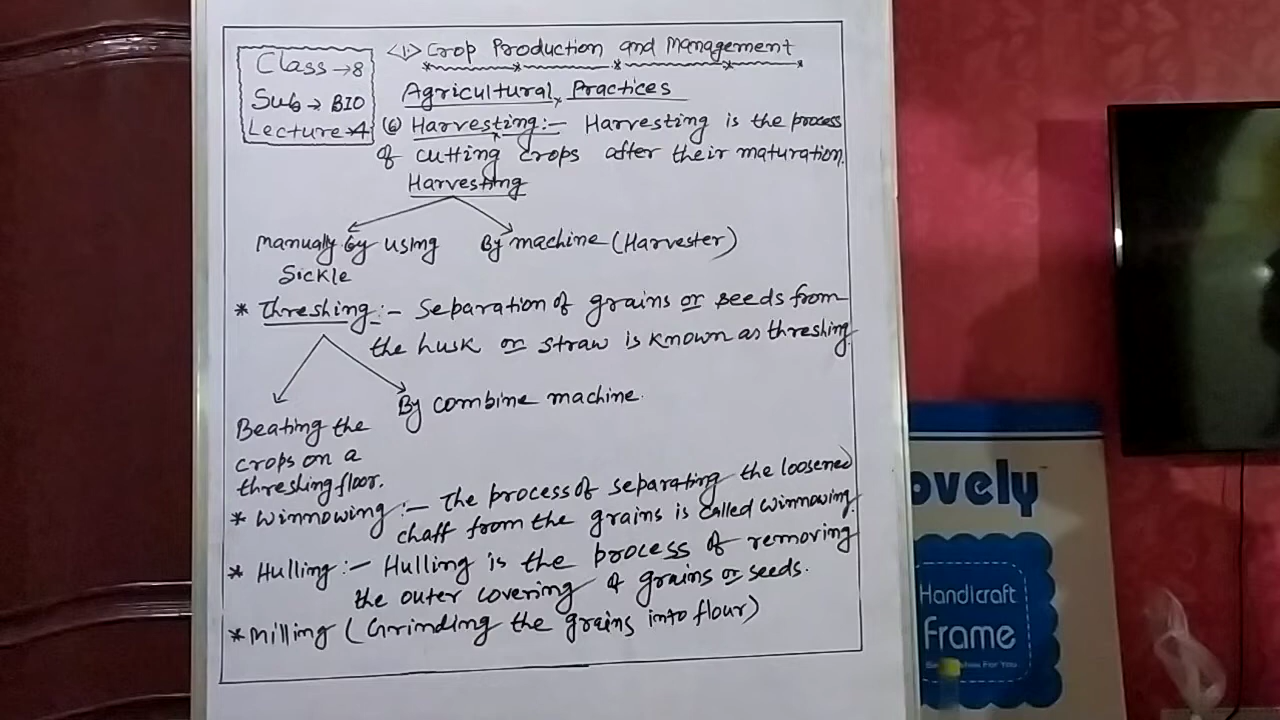 Class → 8
Sub → BIO
Lecture → 4
<1> Crop Production and Management
Agricultural Practices
(6) Harvesting:- Harvesting is the process
of cutting crops after their maturation.
Harvesting
Manually by using
Sickle
By machine (Harvester)
* Threshing:- Separation of grains or seeds from
the husk or straw is known as threshing.
Beating the
crops on a
threshing floor.
By combine machine.
* Winnowing:- The process of separating the loosened
chaff from the grains is called winnowing.
* Hulling:- Hulling is the process of removing
the outer covering of grains or seeds.
* Milling (Grinding the grains into flour)
ovely
Handicraft
Frame
For You